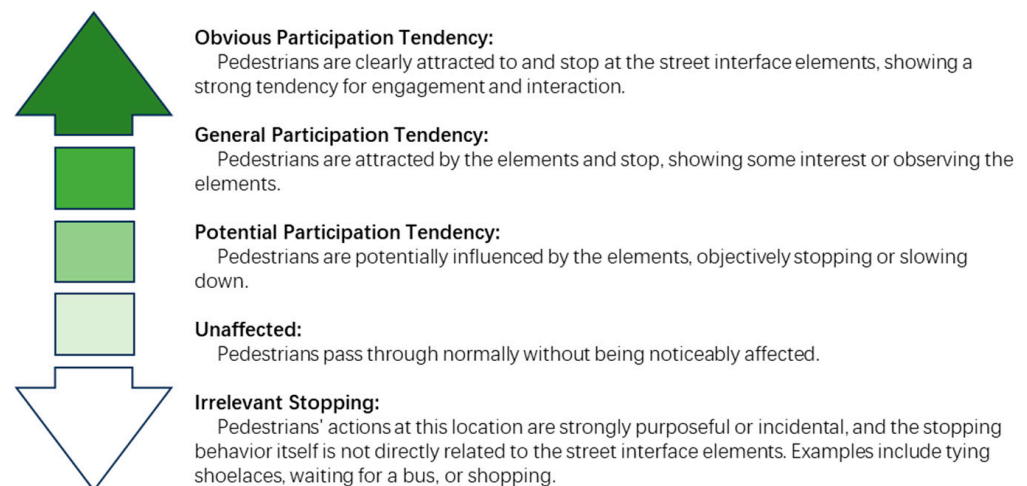 Obvious Participation Tendency:
Pedestrians are clearly attracted to and stop at the street interface elements, showing a
strong tendency for engagement and interaction.
General Participation Tendency:
Pedestrians are attracted by the elements and stop, showing some interest or observing the
elements.
Potential Participation Tendency:
Pedestrians are potentially influenced by the elements, objectively stopping or slowing
down.
Unaffected:
Pedestrians pass through normally without being noticeably affected.
Irrelevant Stopping:
Pedestrians' actions at this location are strongly purposeful or incidental, and the stopping
behavior itself is not directly related to the street interface elements. Examples include tying
shoelaces, waiting for a bus, or shopping.